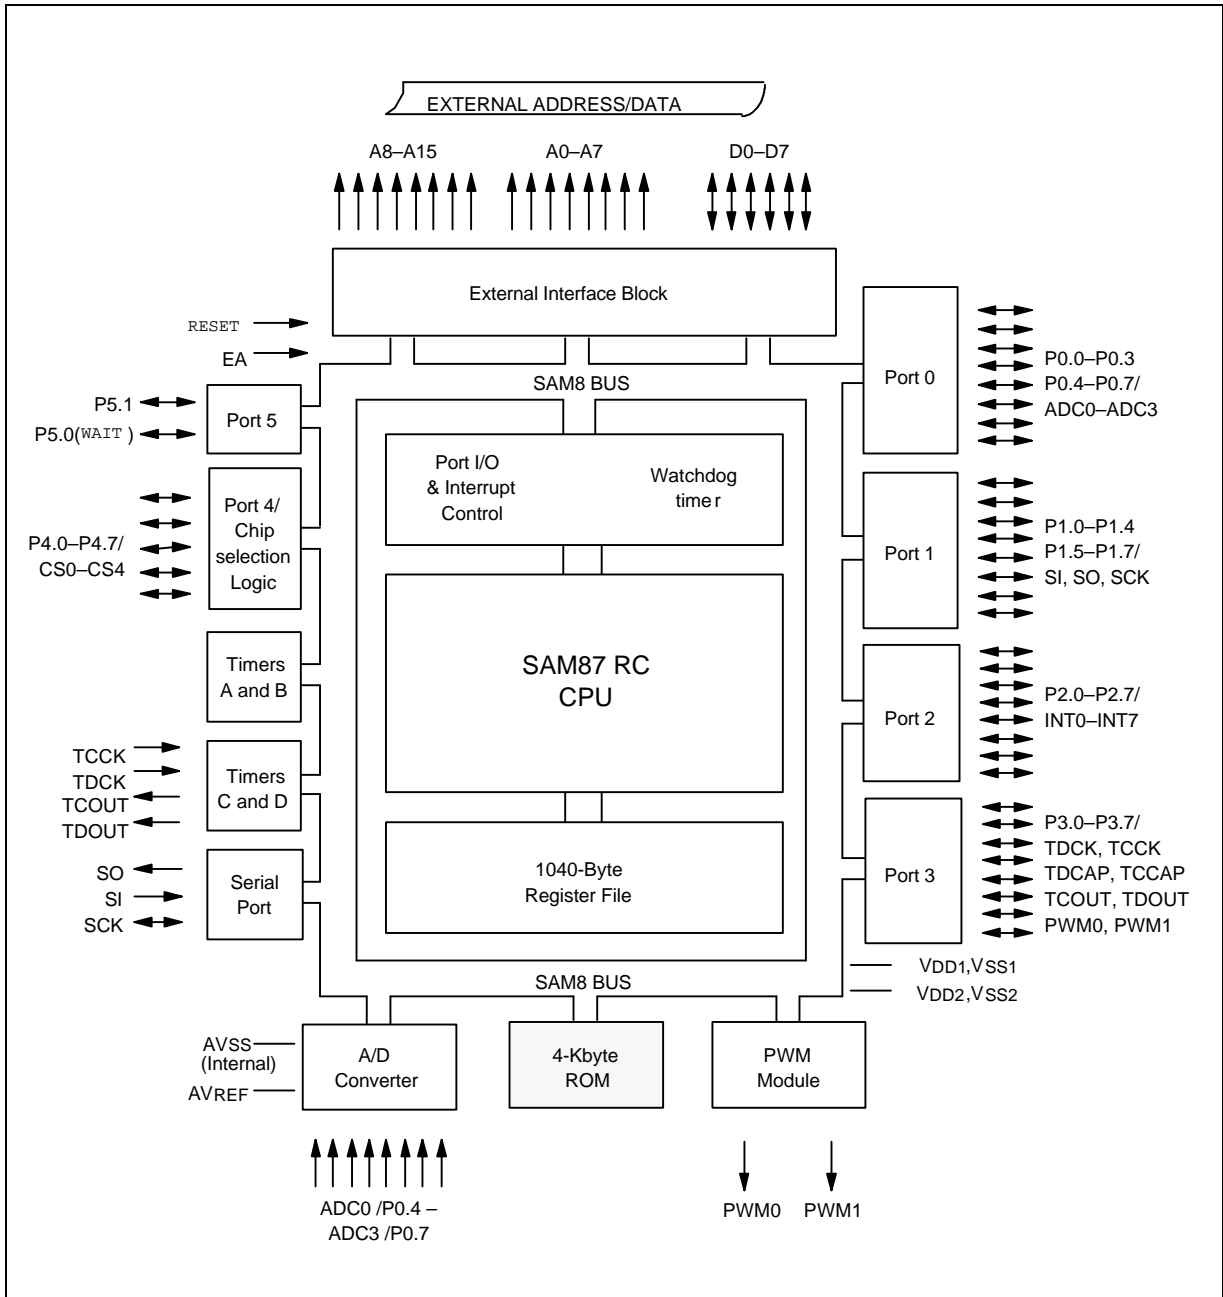 EXTERNAL ADDRESS/DATA
A8–A15
A0–A7
D0–D7
External Interface Block
RESET
EA
SAM8 BUS
P5.1
P5.0(WAIT )
Port 5
Port 4/
Chip
selection
Logic
P4.0–P4.7/
CS0–CS4
Timers
A and B
TCCK
TDCK
TCOUT
TDOUT
Timers
C and D
SO
SI
SCK
Serial
Port
Port I/O
& Interrupt
Control
Watchdog
timer
SAM87 RC
CPU
1040-Byte
Register File
Port 0
P0.0–P0.3
P0.4–P0.7/
ADC0–ADC3
Port 1
P1.0–P1.4
P1.5–P1.7/
SI, SO, SCK
Port 2
P2.0–P2.7/
INT0–INT7
Port 3
P3.0–P3.7/
TDCK, TCCK
TDCAP, TCCAP
TCOUT, TDOUT
PWM0, PWM1
VDD1,VSS1
VDD2,VSS2
SAM8 BUS
AVSS
(Internal)
AVREF
A/D
Converter
4-Kbyte
ROM
PWM
Module
ADC0 /P0.4 –
ADC3 /P0.7
PWM0
PWM1